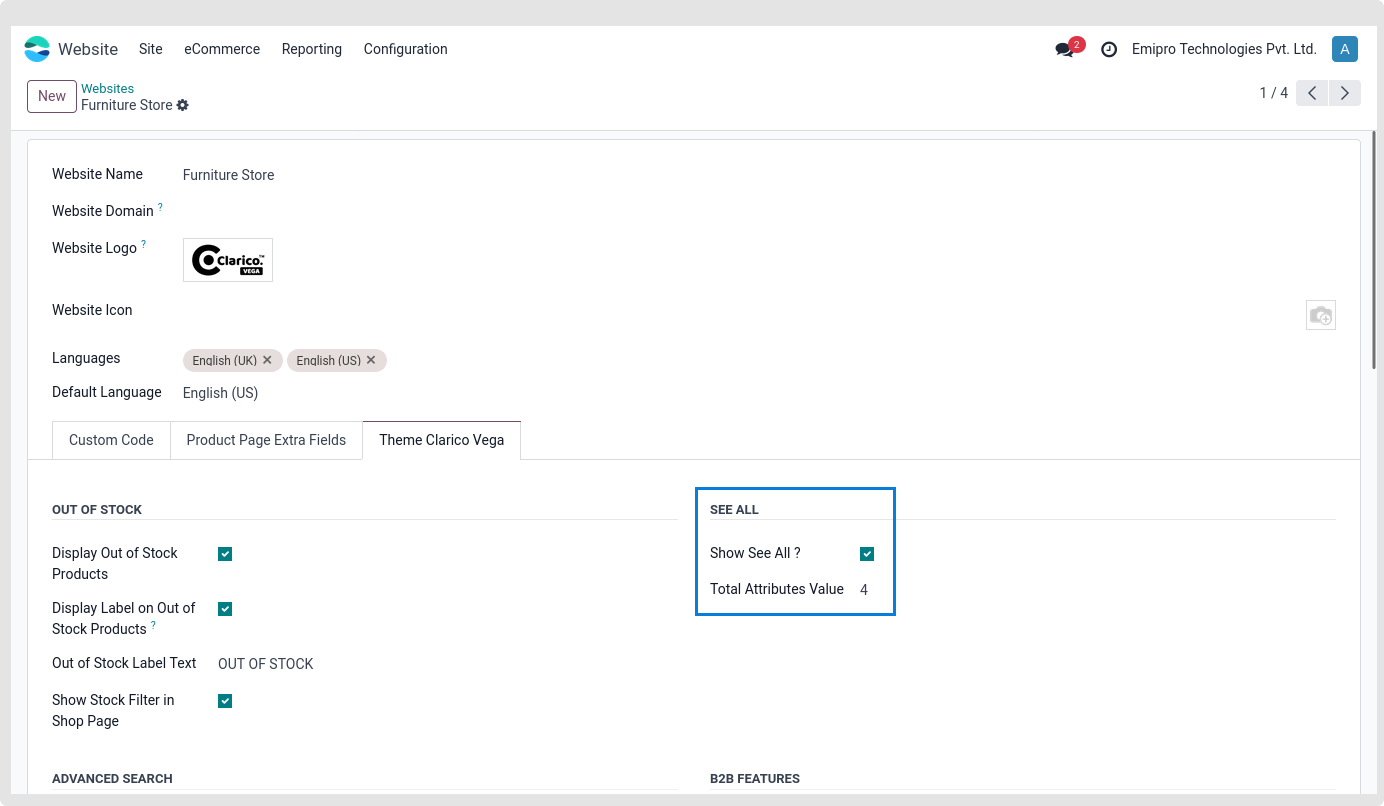 Website Site eCommerce Reporting Configuration 2 Emipro Technologies Pvt. Ltd. A
New Websites
Furniture Store
1 / 4
Website Name Furniture Store
Website Domain ?
Website Logo ?
Clarico.™
VEGA
Website Icon
Languages English (UK) ✕ English (US) ✕
Default Language English (US)
Custom Code Product Page Extra Fields Theme Clarico Vega
OUT OF STOCK
Display Out of Stock
Products
Display Label on Out of
Stock Products ?
Out of Stock Label Text OUT OF STOCK
Show Stock Filter in
Shop Page
SEE ALL
Show See All ?
Total Attributes Value 4
ADVANCED SEARCH
B2B FEATURES